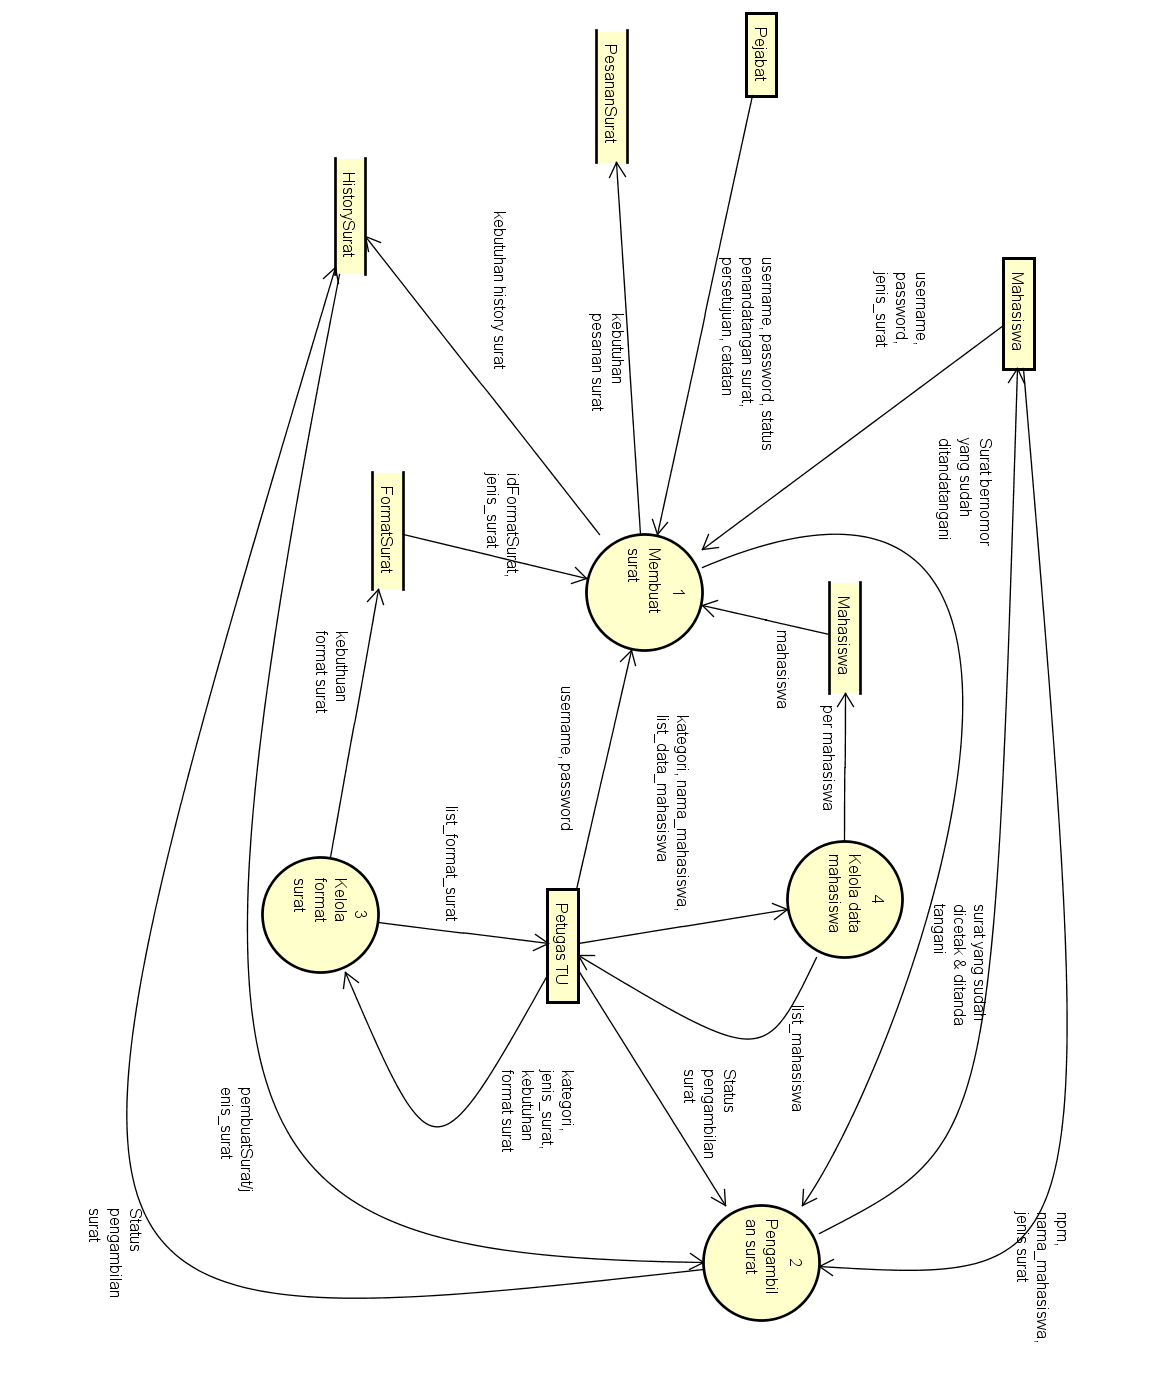 Pejabat
PesananSurat
HistorySurat
Mahasiswa
username,
password,
jenis_surat
username, password, status
penandatangan surat,
persetujuan, catatan
kebutuhan
pesanan surat
kebutuhan history surat
Surat bernomor
yang sudah
ditandatangani
FormatSurat
idFormatSurat,
jenis_surat
1
Membuat
surat
Mahasiswa
mahasiswa
per mahasiswa
kebuthuan
format surat
username, password
kategori, nama_mahasiswa,
list_data_mahasiswa
list_format_surat
3
Kelola
format
surat
Petugas TU
4
Kelola data
mahasiswa
surat yang sudah
dicetak & ditanda
tangani
list_mahasiswa
kategori,
jenis_surat,
kebutuhan
format surat
Status
pengambilan
surat
pembuatSurat/j
enis_surat
Status
pengambilan
surat
2
Pengambil
an surat
npm,
nama_mahasiswa,
jenis surat